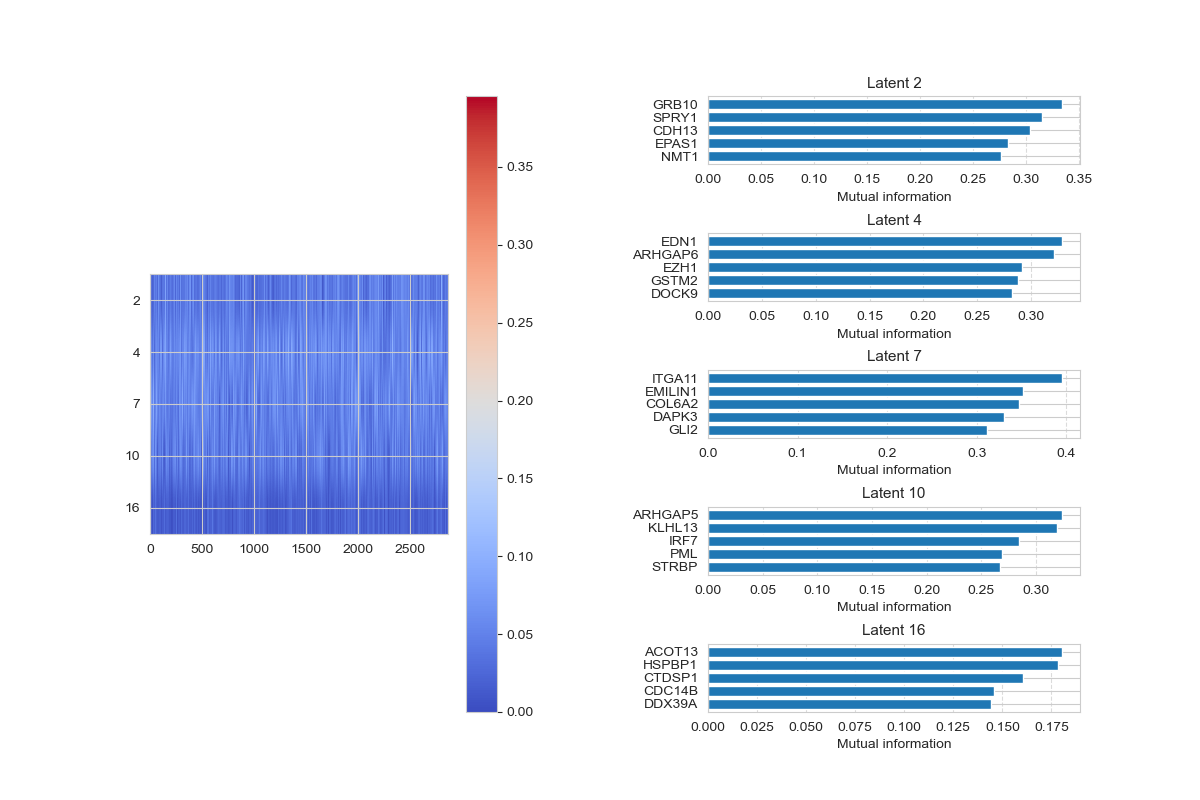 2
4
7
10
16
0 500 1000 1500 2000 2500
0.35
0.30
0.25
0.20
0.15
0.10
0.05
0.00
Latent 2
GRB10
SPRY1
CDH13
EPAS1
NMT1
0.00 0.05 0.10 0.15 0.20 0.25 0.30 0.35
Mutual information
Latent 4
EDN1
ARHGAP6
EZH1
GSTM2
DOCK9
0.00 0.05 0.10 0.15 0.20 0.25 0.30
Mutual information
Latent 7
ITGA11
EMILIN1
COL6A2
DAPK3
GLI2
0.0 0.1 0.2 0.3 0.4
Mutual information
Latent 10
ARHGAP5
KLHL13
IRF7
PML
STRBP
0.00 0.05 0.10 0.15 0.20 0.25 0.30
Mutual information
Latent 16
ACOT13
HSPBP1
CTDSP1
CDC14B
DDX39A
0.000 0.025 0.050 0.075 0.100 0.125 0.150 0.175
Mutual information